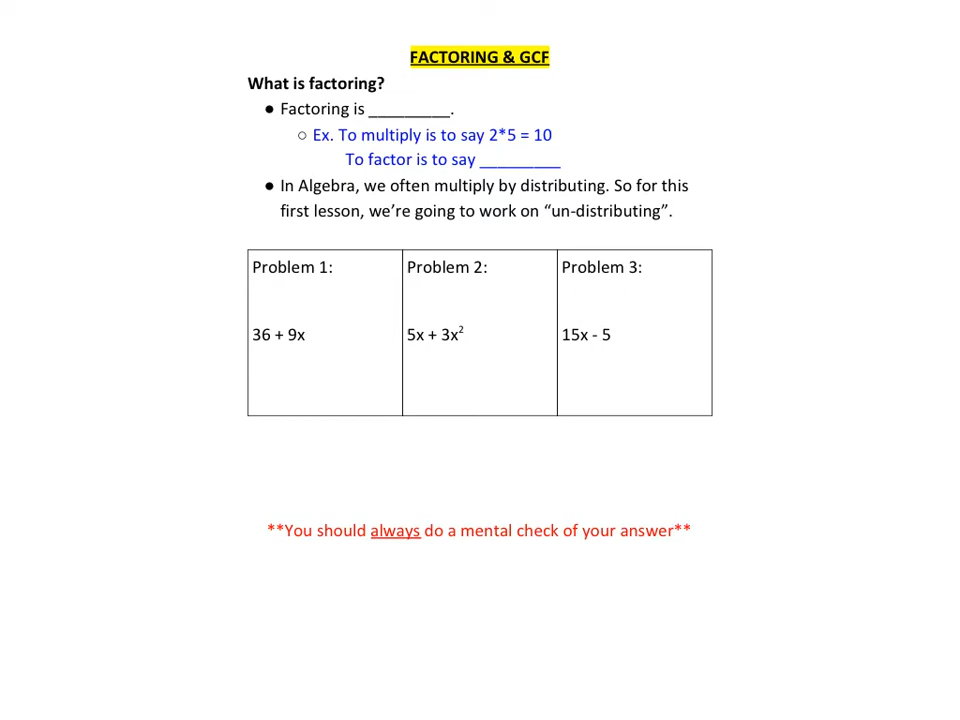 FACTORING & GCF
What is factoring?
● Factoring is _________.
○ Ex. To multiply is to say 2*5 = 10
To factor is to say _________
● In Algebra, we often multiply by distributing. So for this
first lesson, we’re going to work on “un-distributing”.
Problem 1:
36 + 9x
Problem 2:
5x + 3x²
Problem 3:
15x - 5
**You should always do a mental check of your answer**